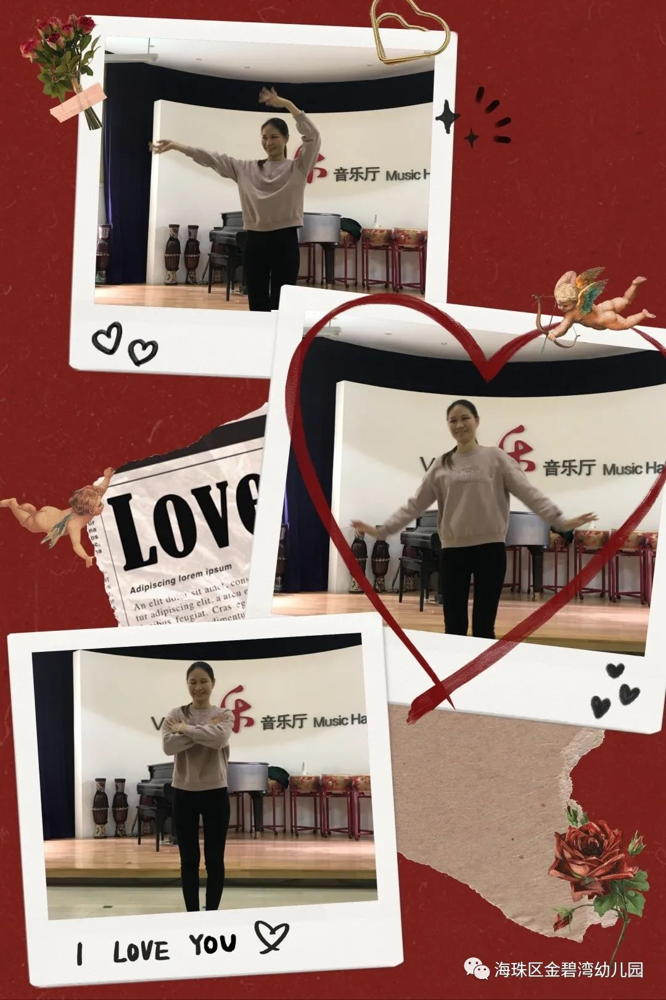 乐 音乐厅 Music H
Love
Adipiscing lorem ipsum
An elit dolor sit amet, cons
tur adipiscing elit, a arcu e
ibus feugiat. Cras eg
dimentu
V 乐 音乐厅 Music Ha
V 乐 音乐厅 Music Ha
I LOVE YOU
海珠区金碧湾幼儿园